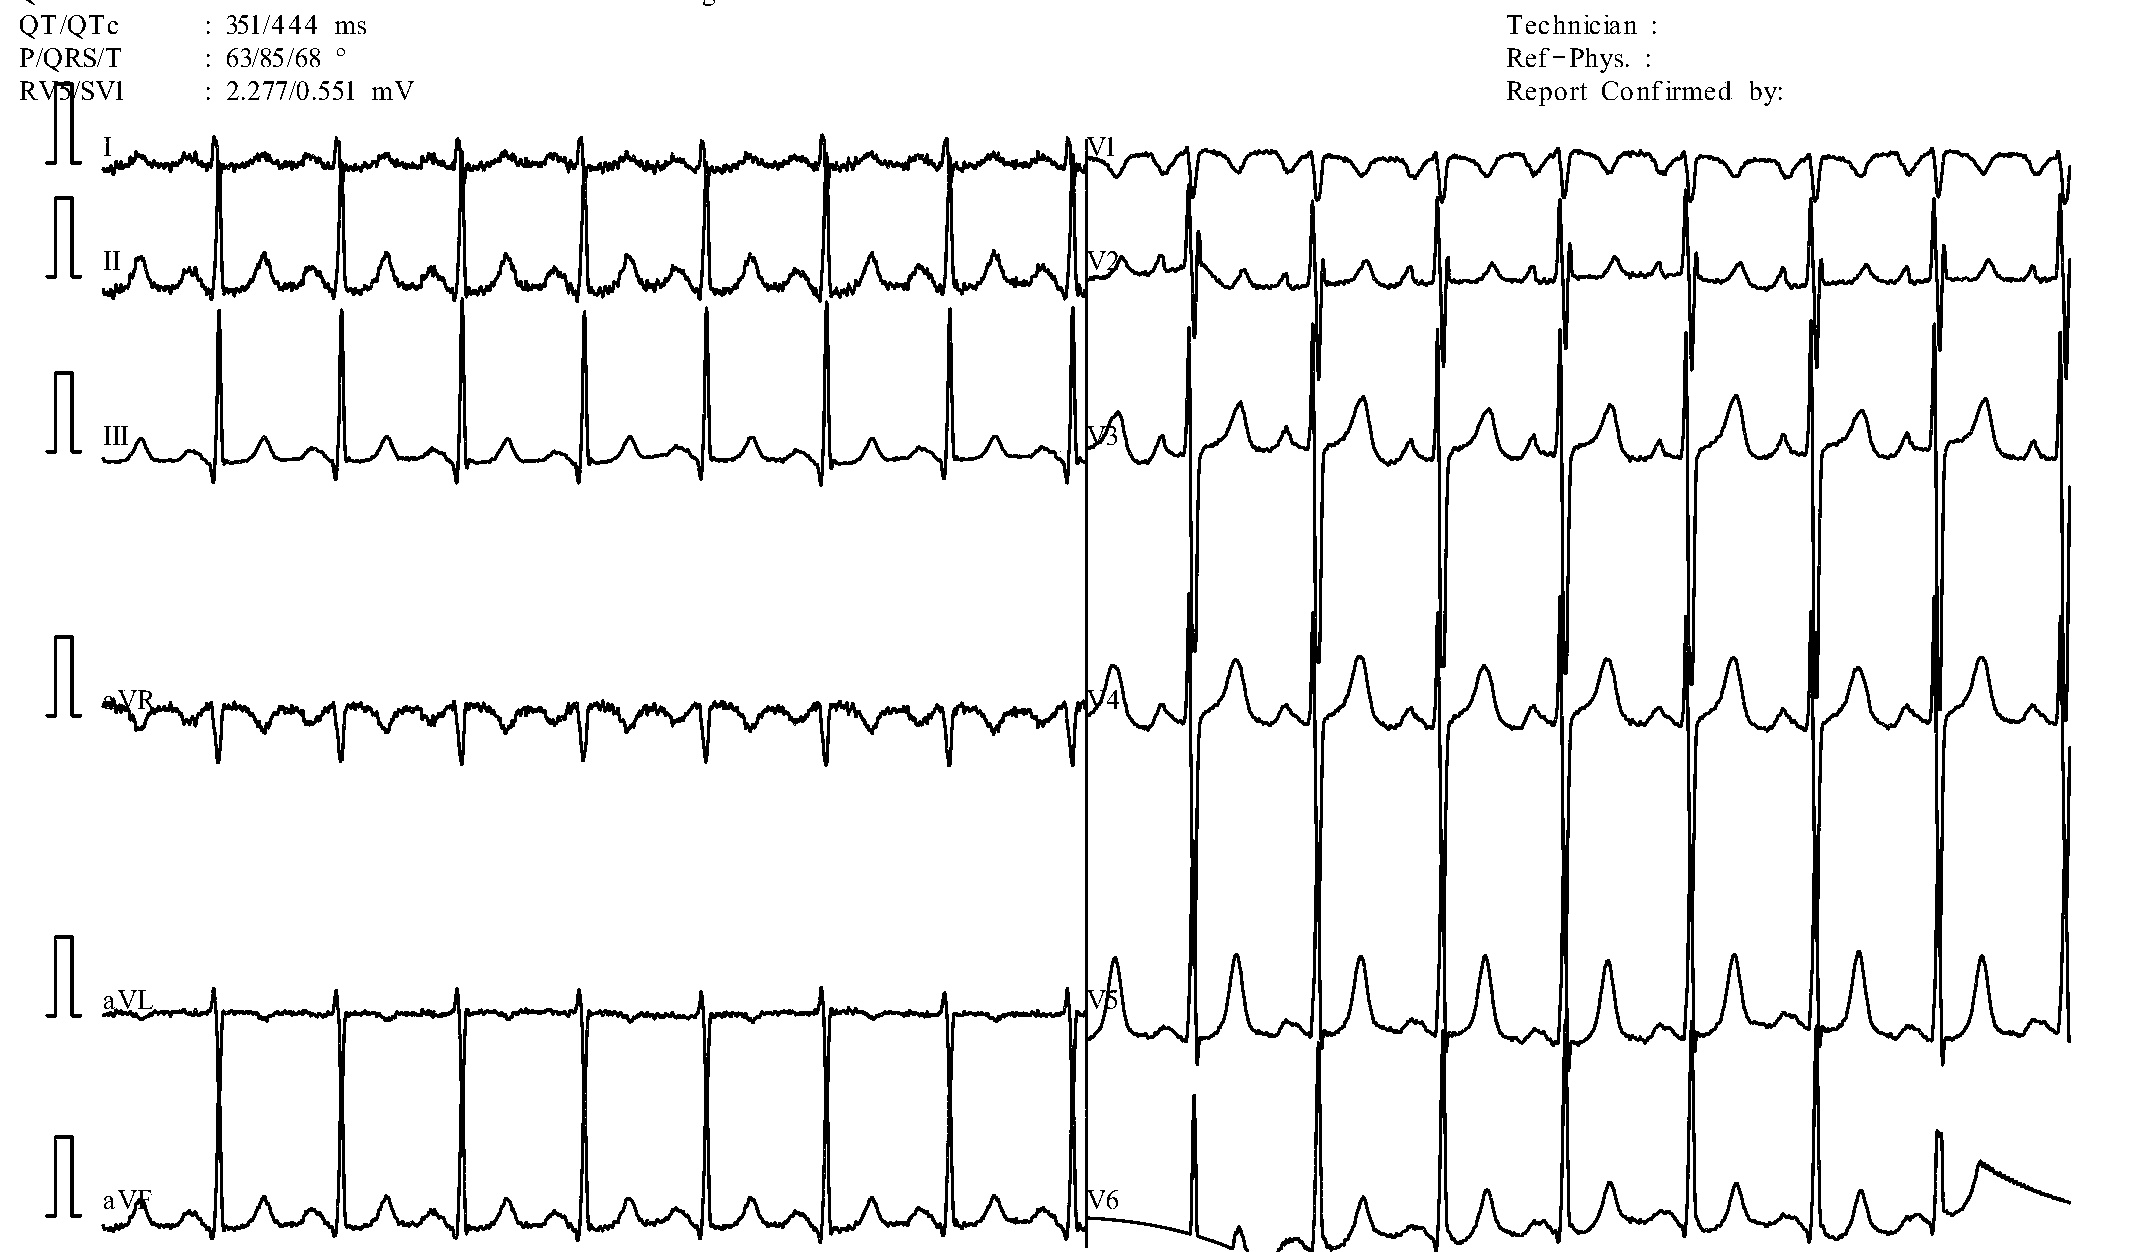 QT/QTc : 351/444 ms
P/QRS/T : 63/85/68 °
RV5/SV1 : 2.277/0.551 mV
Technician :
Ref-Phys. :
Report Confirmed by:
I
II
III
aVR
aVL
aVF
V1
V2
V3
V4
V5
V6